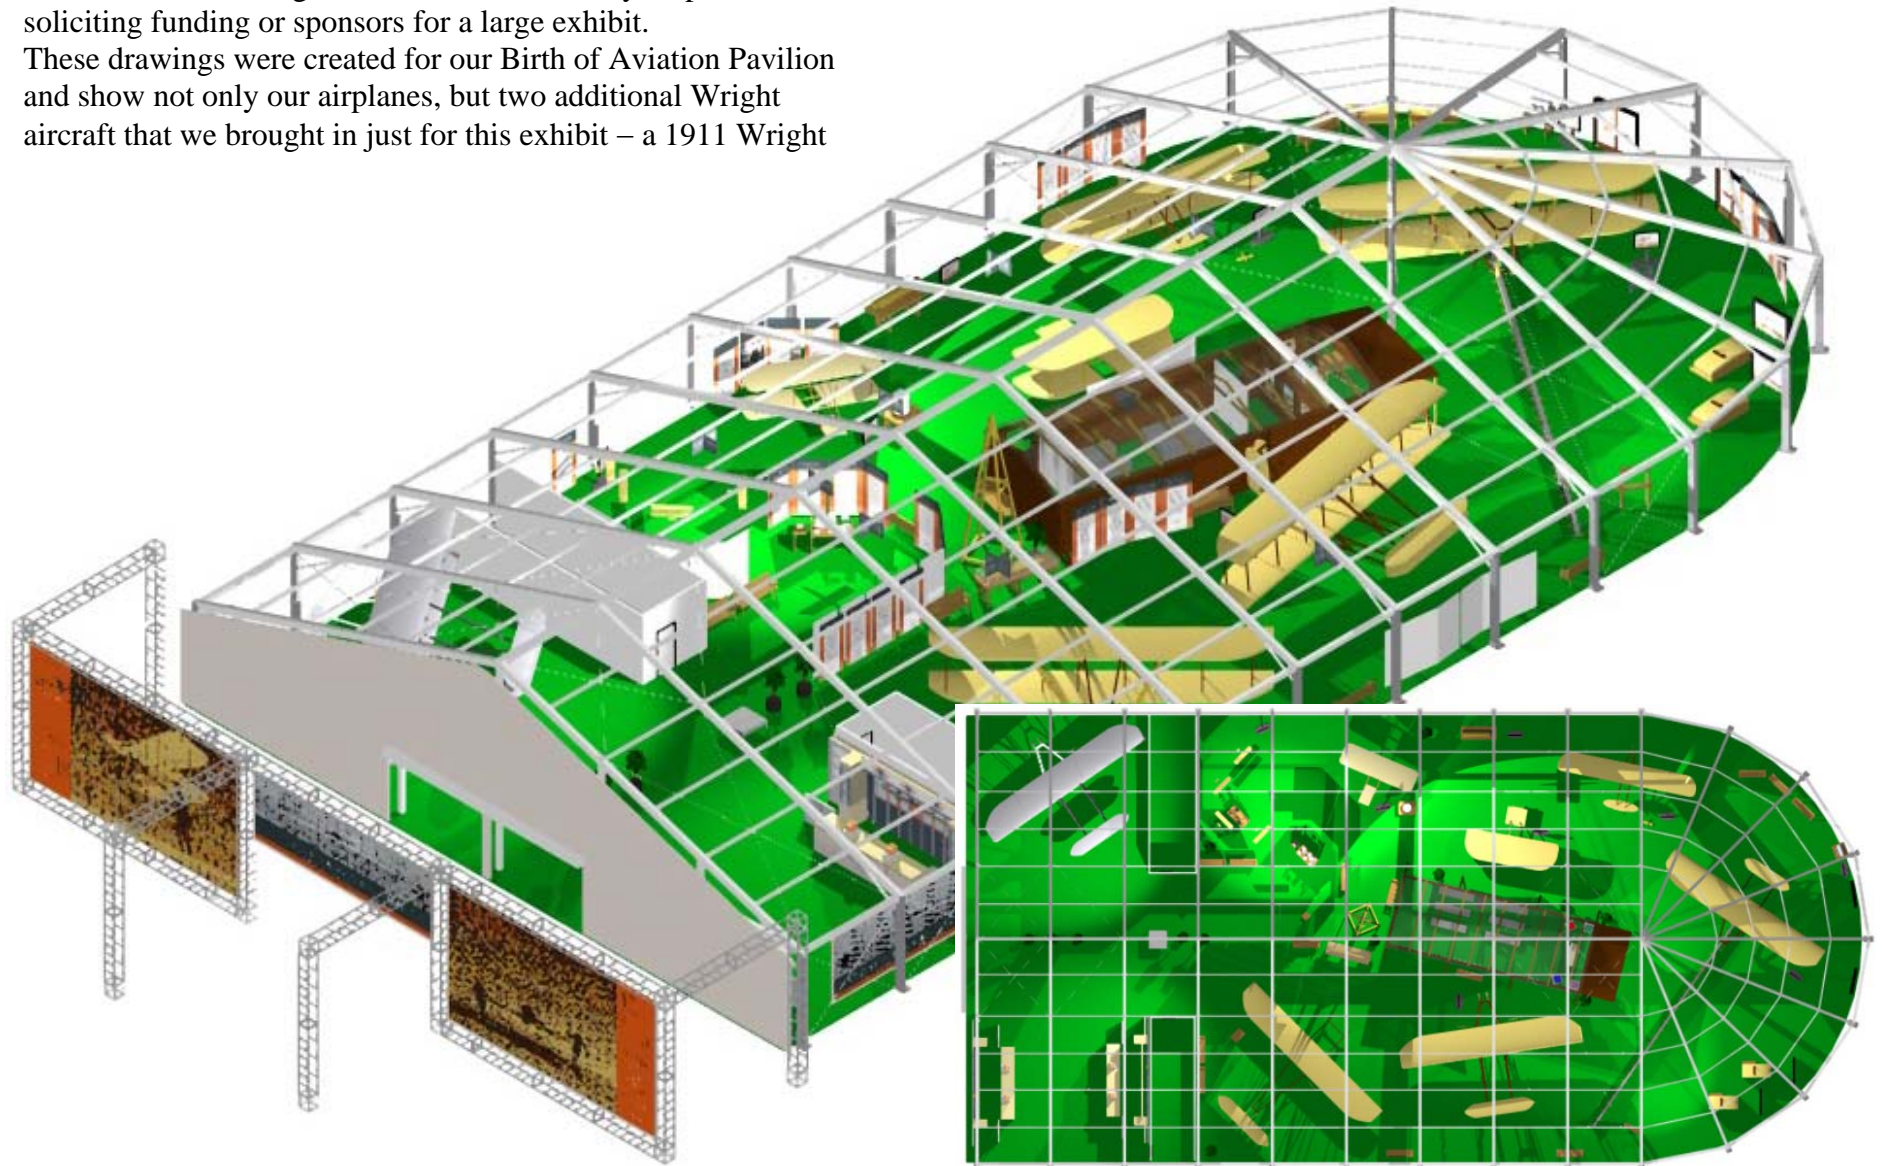 soliciting funding or sponsors for a large exhibit.
These drawings were created for our Birth of Aviation Pavilion
and show not only our airplanes, but two additional Wright
aircraft that we brought in just for this exhibit – a 1911 Wright